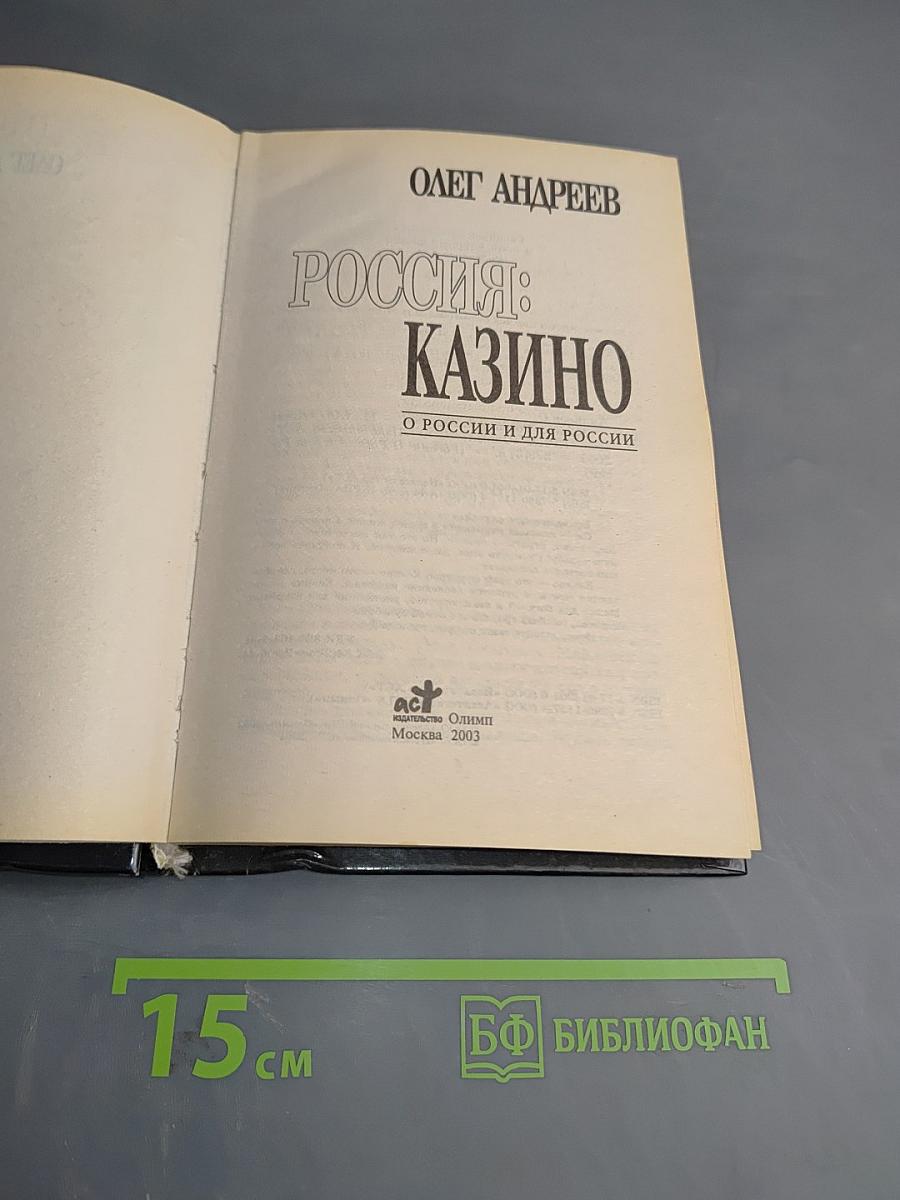 ОЛЕГ АНДРЕЕВ
РОССИЯ:
КАЗИНО
О РОССИИ И ДЛЯ РОССИИ
аст
ИЗДАТЕЛЬСТВО Олимп
Москва 2003
15 см
БФ БИБЛИОФАН